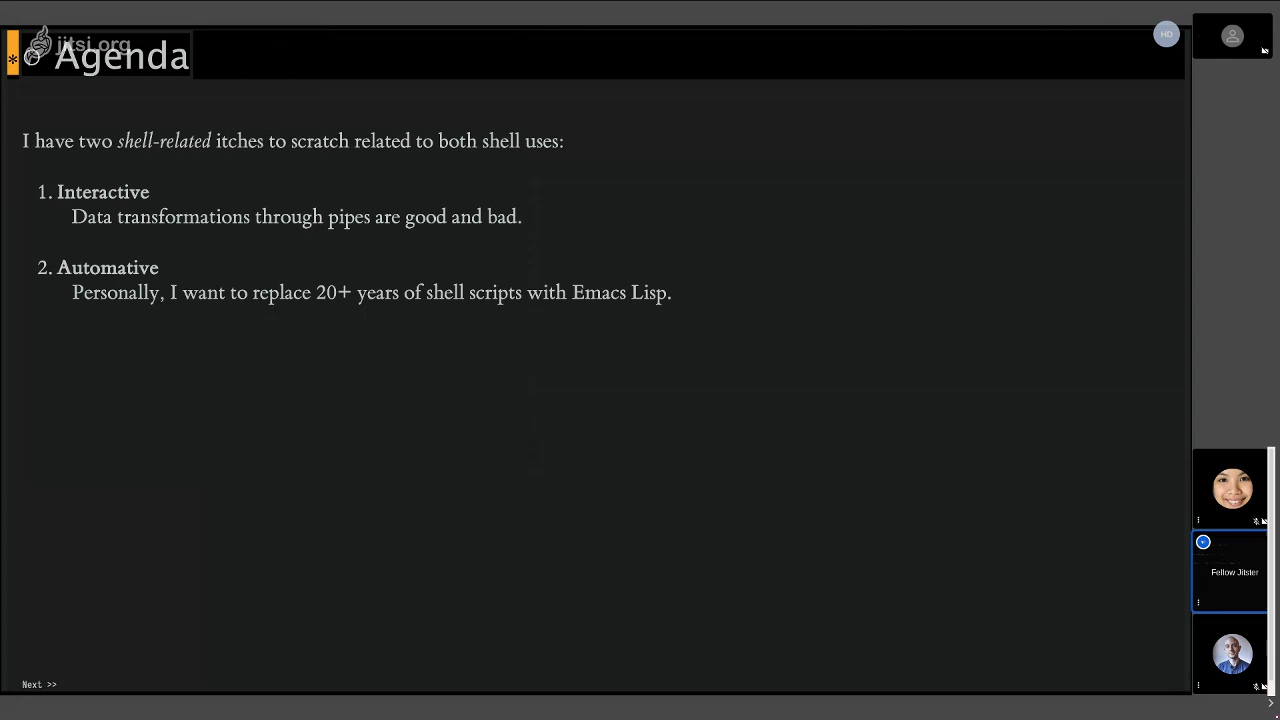 jitsi.org
* Agenda
HD
I have two shell-related itches to scratch related to both shell uses:
1. Interactive
Data transformations through pipes are good and bad.
2. Automative
Personally, I want to replace 20+ years of shell scripts with Emacs Lisp.
Fellow Jitster
Next >>